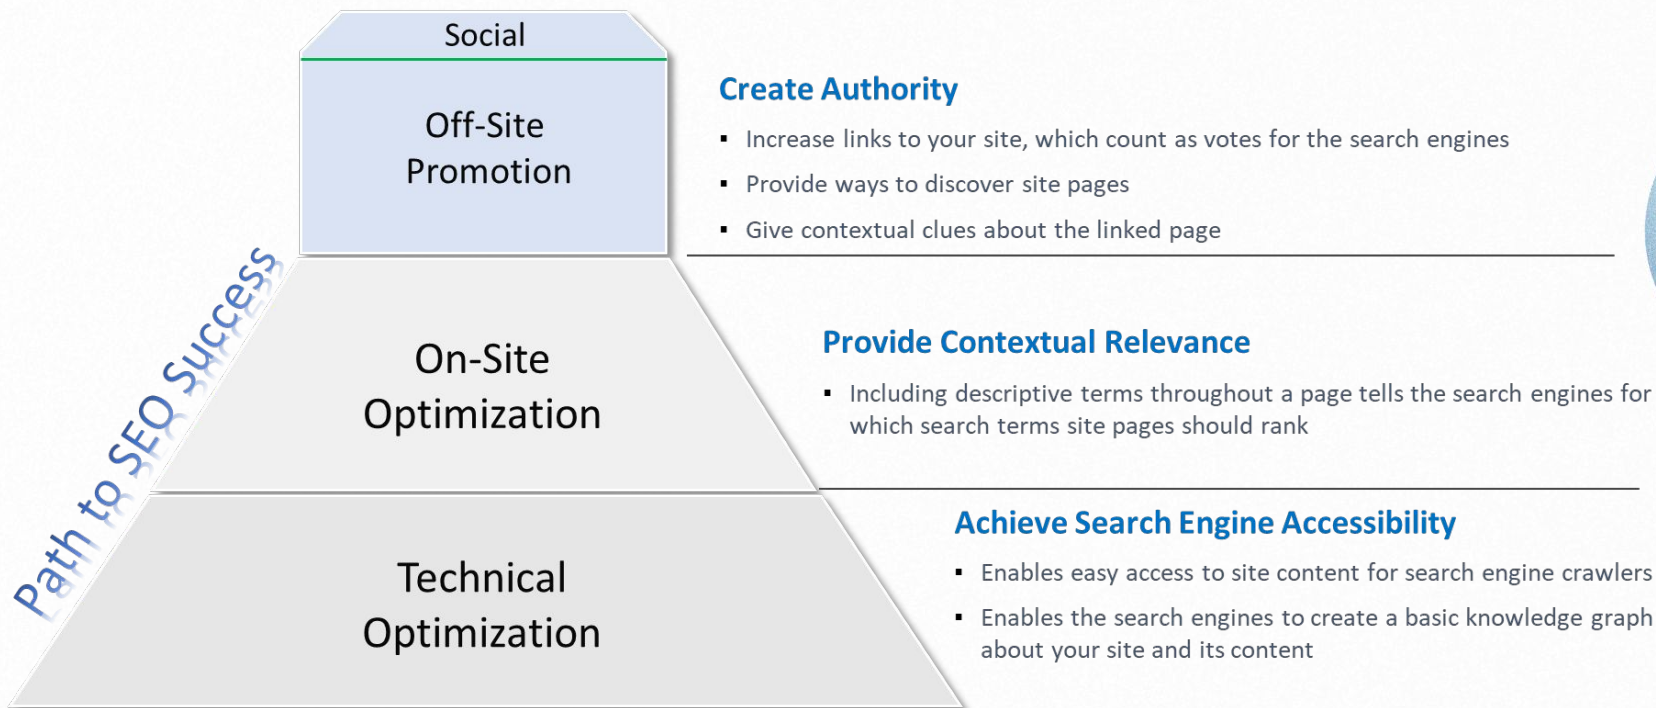 Social
Off-Site
Promotion
Create Authority
▪ Increase links to your site, which count as votes for the search engines
▪ Provide ways to discover site pages
▪ Give contextual clues about the linked page
Path to SEO Success
On-Site
Optimization
Provide Contextual Relevance
▪ Including descriptive terms throughout a page tells the search engines for
which search terms site pages should rank
Technical
Optimization
Achieve Search Engine Accessibility
▪ Enables easy access to site content for search engine crawlers
▪ Enables the search engines to create a basic knowledge graph
about your site and its content